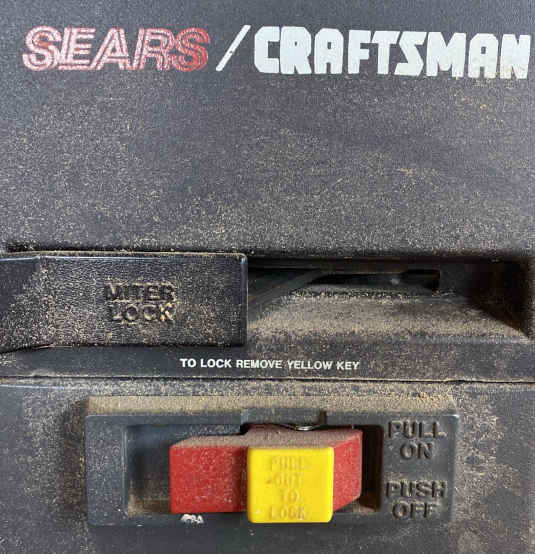 SEARS/CRAFTSMAN
MITER
LOCK
TO LOCK REMOVE YELLOW KEY
PULL
ON
PULL
OUT
TO
LOCK
PUSH
OFF